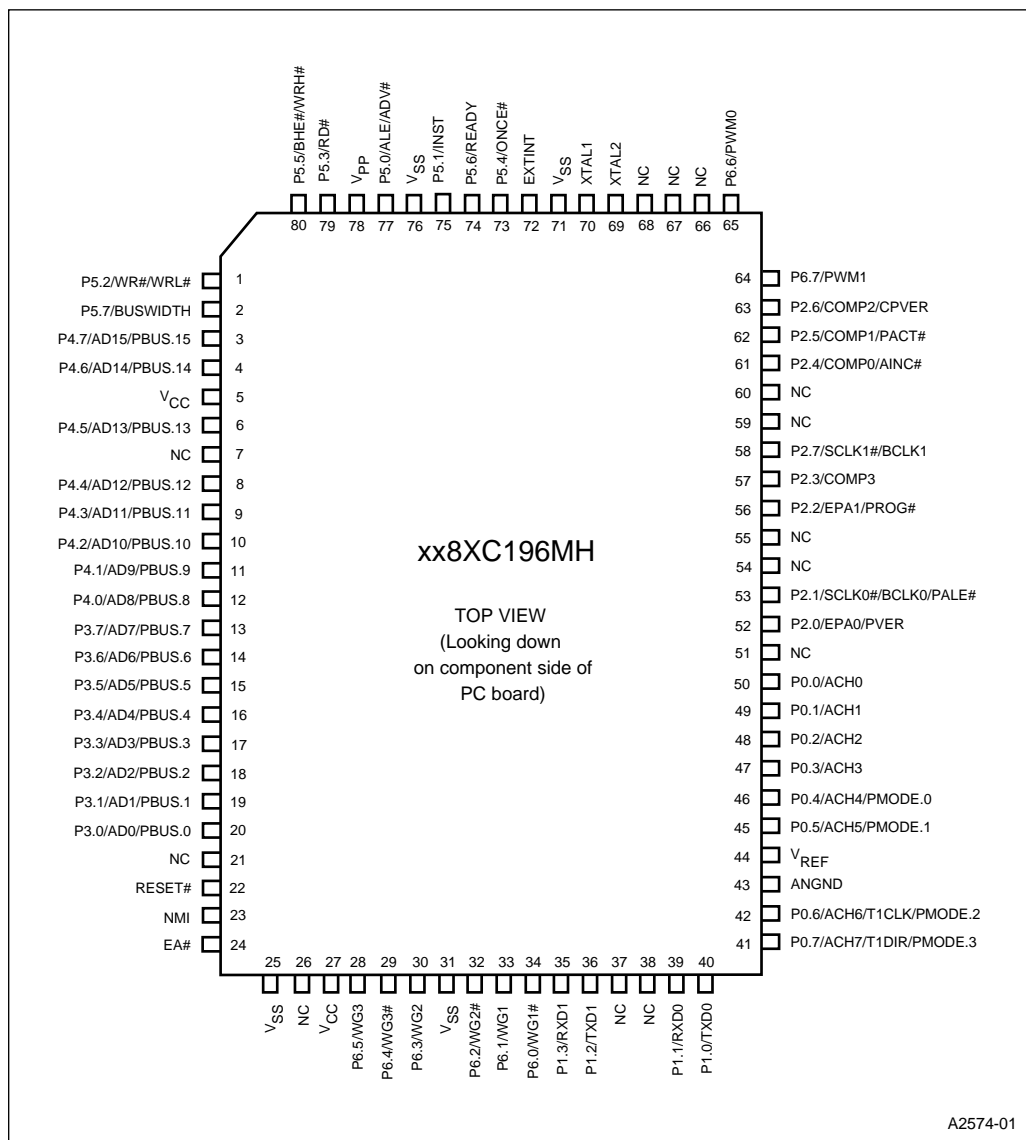 P5.5/BHE#/WRH#
P5.3/RD#
VPP
P5.0/ALE/ADV#
VSS
P5.1/INST
P5.6/READY
P5.4/ONCE#
EXTINT
VSS
XTAL1
XTAL2
NC
NC
NC
P6.6/PWM0
80 79 78 77 76 75 74 73 72 71 70 69 68 67 66 65
P5.2/WR#/WRL# 1
P5.7/BUSWIDTH 2
P4.7/AD15/PBUS.15 3
P4.6/AD14/PBUS.14 4
VCC 5
P4.5/AD13/PBUS.13 6
NC 7
P4.4/AD12/PBUS.12 8
P4.3/AD11/PBUS.11 9
P4.2/AD10/PBUS.10 10
P4.1/AD9/PBUS.9 11
P4.0/AD8/PBUS.8 12
P3.7/AD7/PBUS.7 13
P3.6/AD6/PBUS.6 14
P3.5/AD5/PBUS.5 15
P3.4/AD4/PBUS.4 16
P3.3/AD3/PBUS.3 17
P3.2/AD2/PBUS.2 18
P3.1/AD1/PBUS.1 19
P3.0/AD0/PBUS.0 20
NC 21
RESET# 22
NMI 23
EA# 24
xx8XC196MH
TOP VIEW
(Looking down
on component side of
PC board)
64 P6.7/PWM1
63 P2.6/COMP2/CPVER
62 P2.5/COMP1/PACT#
61 P2.4/COMP0/AINC#
60 NC
59 NC
58 P2.7/SCLK1#/BCLK1
57 P2.3/COMP3
56 P2.2/EPA1/PROG#
55 NC
54 NC
53 P2.1/SCLK0#/BCLK0/PALE#
52 P2.0/EPA0/PVER
51 NC
50 P0.0/ACH0
49 P0.1/ACH1
48 P0.2/ACH2
47 P0.3/ACH3
46 P0.4/ACH4/PMODE.0
45 P0.5/ACH5/PMODE.1
44 VREF
43 ANGND
42 P0.6/ACH6/T1CLK/PMODE.2
41 P0.7/ACH7/T1DIR/PMODE.3
25 26 27 28 29 30 31 32 33 34 35 36 37 38 39 40
VSS
NC
VCC
P6.5/WG3
P6.4/WG3#
P6.3/WG2
VSS
P6.2/WG2#
P6.1/WG1
P6.0/WG1#
P1.3/RXD1
P1.2/TXD1
NC
NC
P1.1/RXD0
P1.0/TXD0
A2574-01